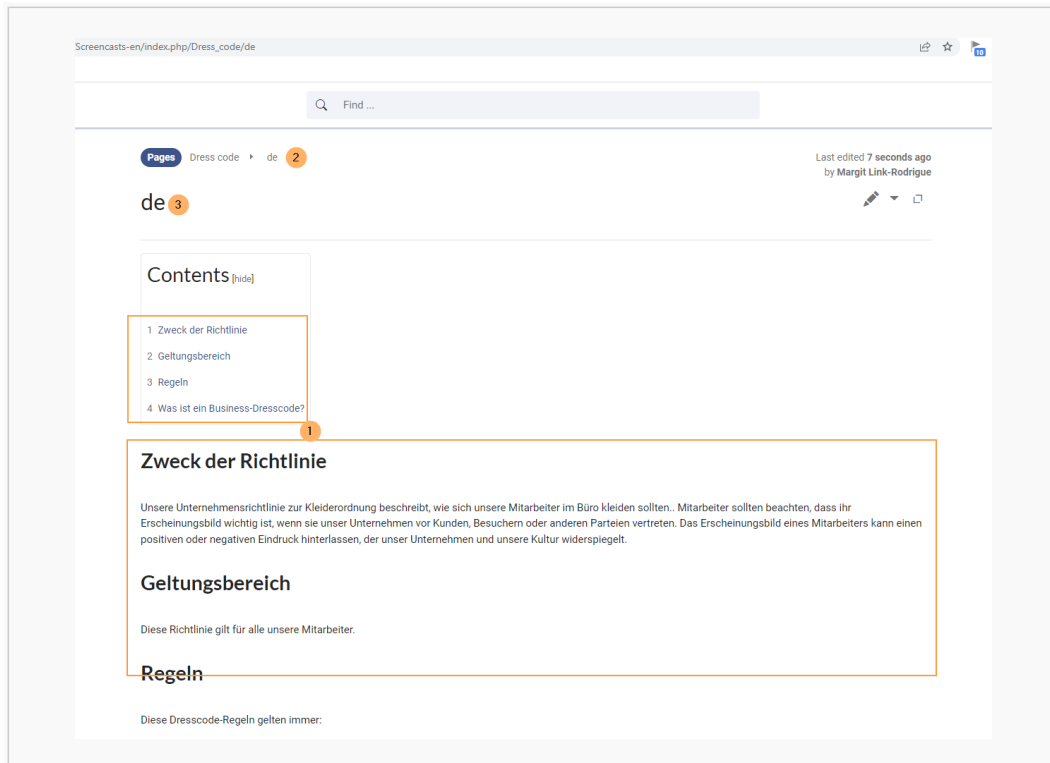 Screencasts-en/index.php/Dress_code/de
10
Find ...
Pages Dress code de 2
Last edited 7 seconds ago
by Margit Link-Rodrigue
de 3
Contents [hide]
1 Zweck der Richtlinie
2 Geltungsbereich
3 Regeln
4 Was ist ein Business-Dresscode?
1
Zweck der Richtlinie
Unsere Unternehmensrichtlinie zur Kleiderordnung beschreibt, wie sich unsere Mitarbeiter im Büro kleiden sollten.. Mitarbeiter sollten beachten, dass ihr
Erscheinungsbild wichtig ist, wenn sie unser Unternehmen vor Kunden, Besuchern oder anderen Parteien vertreten. Das Erscheinungsbild eines Mitarbeiters kann einen
positiven oder negativen Eindruck hinterlassen, der unser Unternehmen und unsere Kultur widerspiegelt.
Geltungsbereich
Diese Richtlinie gilt für alle unsere Mitarbeiter.
Regeln
Diese Dresscode-Regeln gelten immer: